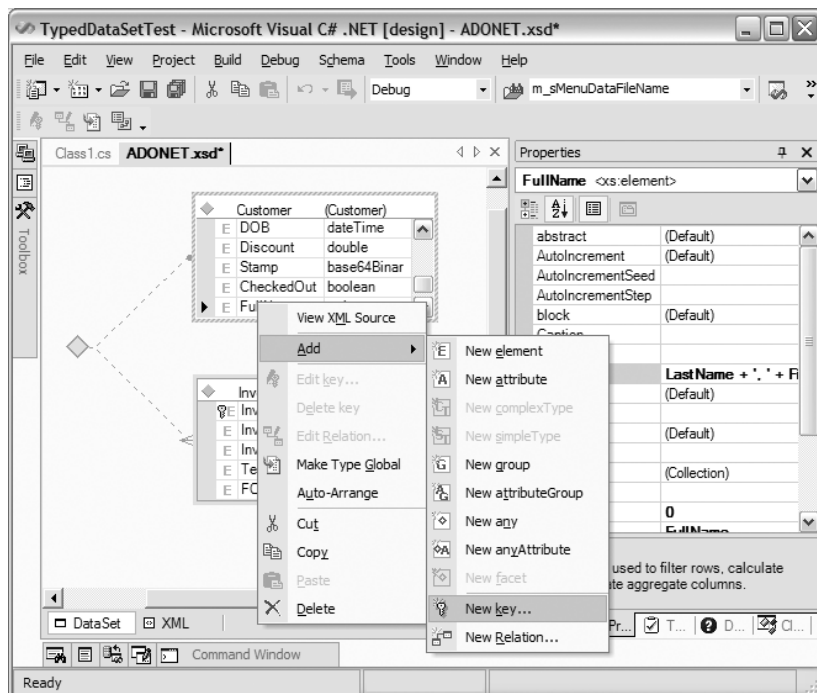 TypedDataSetTest - Microsoft Visual C# .NET [design] - ADONET.xsd*
File Edit View Project Build Debug Schema Tools Window Help
Debug m_sMenuDataFileName
Class1.cs ADONET.xsd*
Properties
FullName <xs:element>
Toolbox
Customer (Customer)
E DOB dateTime
E Discount double
E Stamp base64Binar
E CheckedOut boolean
E
abstract (Default)
AutoIncrement (Default)
AutoIncrementSeed
AutoIncrementStep
block (Default)
LastName + ', ' + Fi
(Default)
(Default)
(Collection)
0
FullName
View XML Source
Add
Edit key...
Delete key
Edit Relation...
Make Type Global
Auto-Arrange
Cut
Copy
Paste
Delete
E New element
A New attribute
New complexType
New simpleType
G New group
New attributeGroup
New any
New anyAttribute
New facet
New key...
New Relation...
Inv
E Inv
E Inv
E Inv
E Te
E FC
used to filter rows, calculate
te aggregate columns.
DataSet XML
Pr... T... D... Cl...
Command Window
Ready